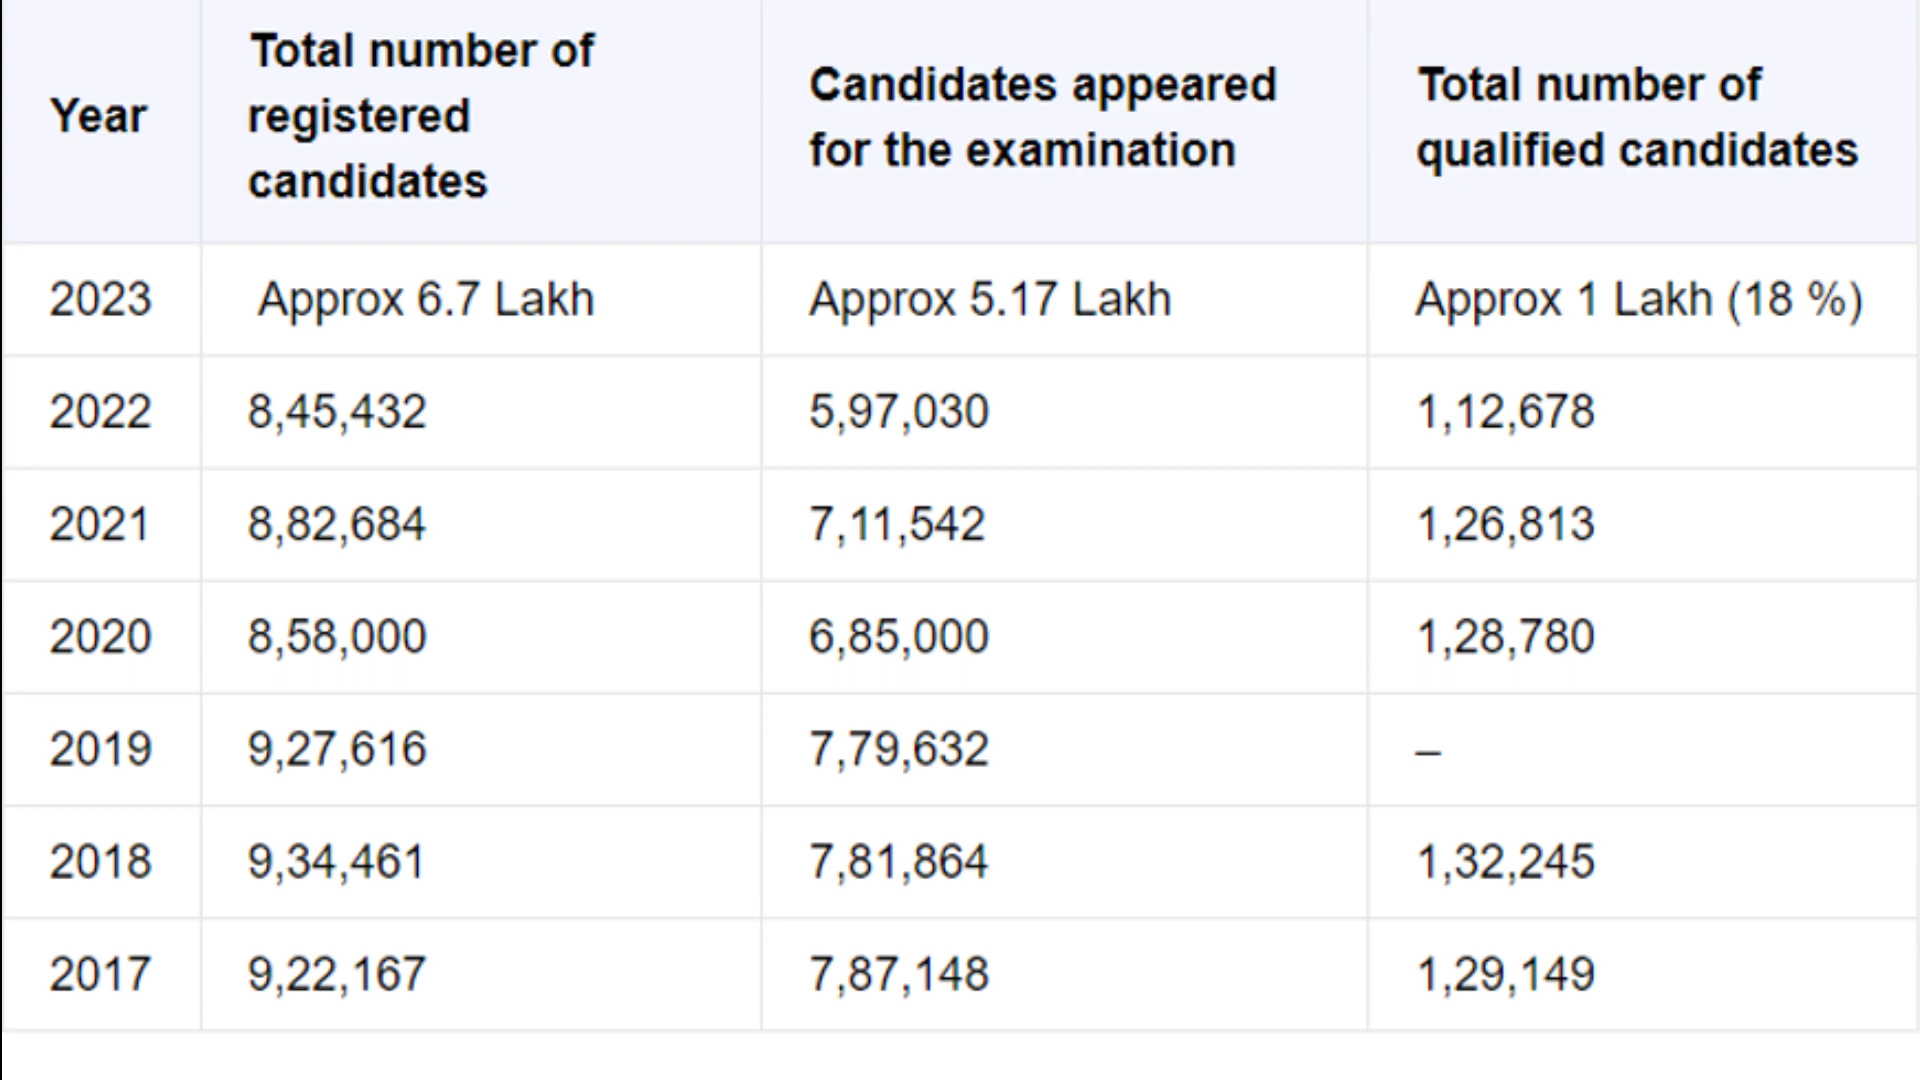 Year
Total number of
registered
candidates
Candidates appeared
for the examination
Total number of
qualified candidates
2023 Approx 6.7 Lakh Approx 5.17 Lakh Approx 1 Lakh (18 %)
2022 8,45,432 5,97,030 1,12,678
2021 8,82,684 7,11,542 1,26,813
2020 8,58,000 6,85,000 1,28,780
2019 9,27,616 7,79,632 –
2018 9,34,461 7,81,864 1,32,245
2017 9,22,167 7,87,148 1,29,149